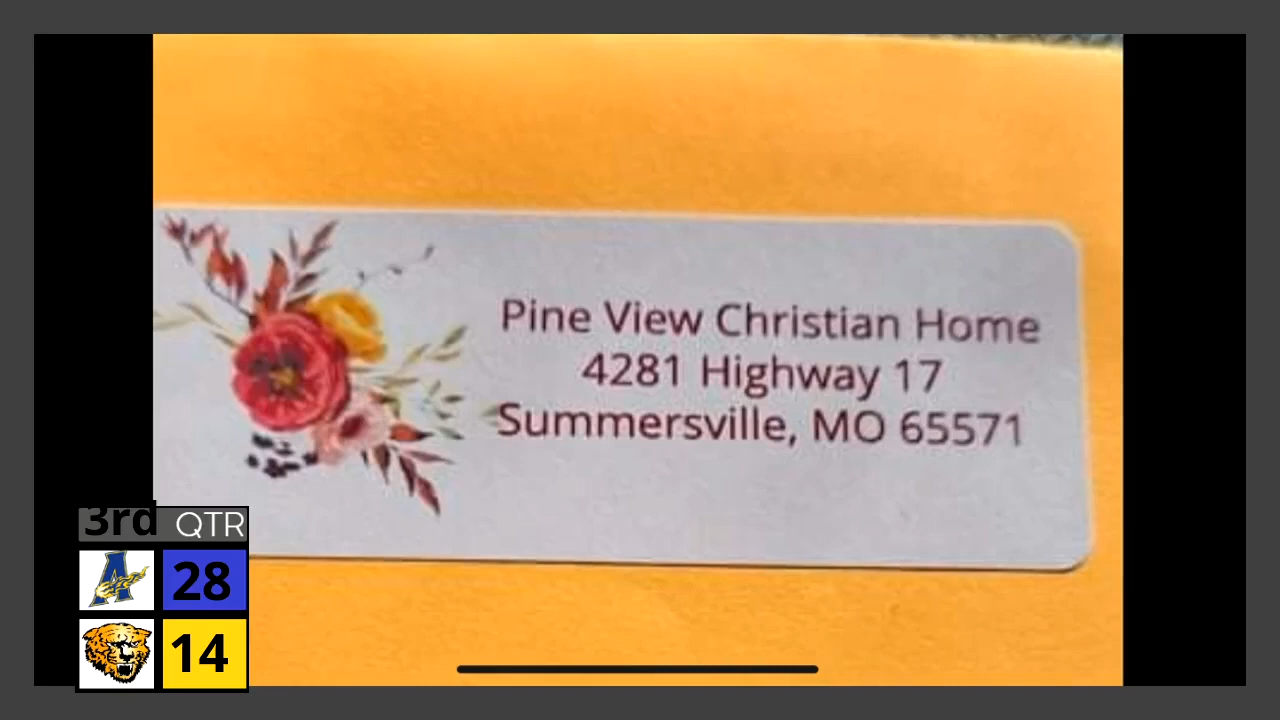 Pine View Christian Home
4281 Highway 17
Summersville, MO 65571
3rd QTR
A
28
14